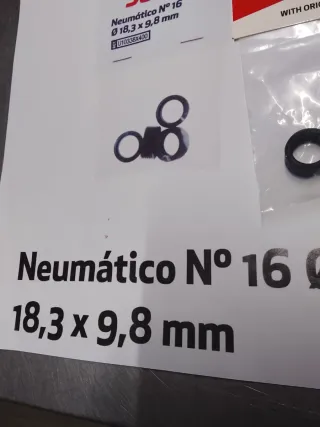 Neumático Nº 16
Ø 18,3 x 9,8 mm
WITH ORI
Neumático Nº 16 Ø
18,3 x 9,8 mm